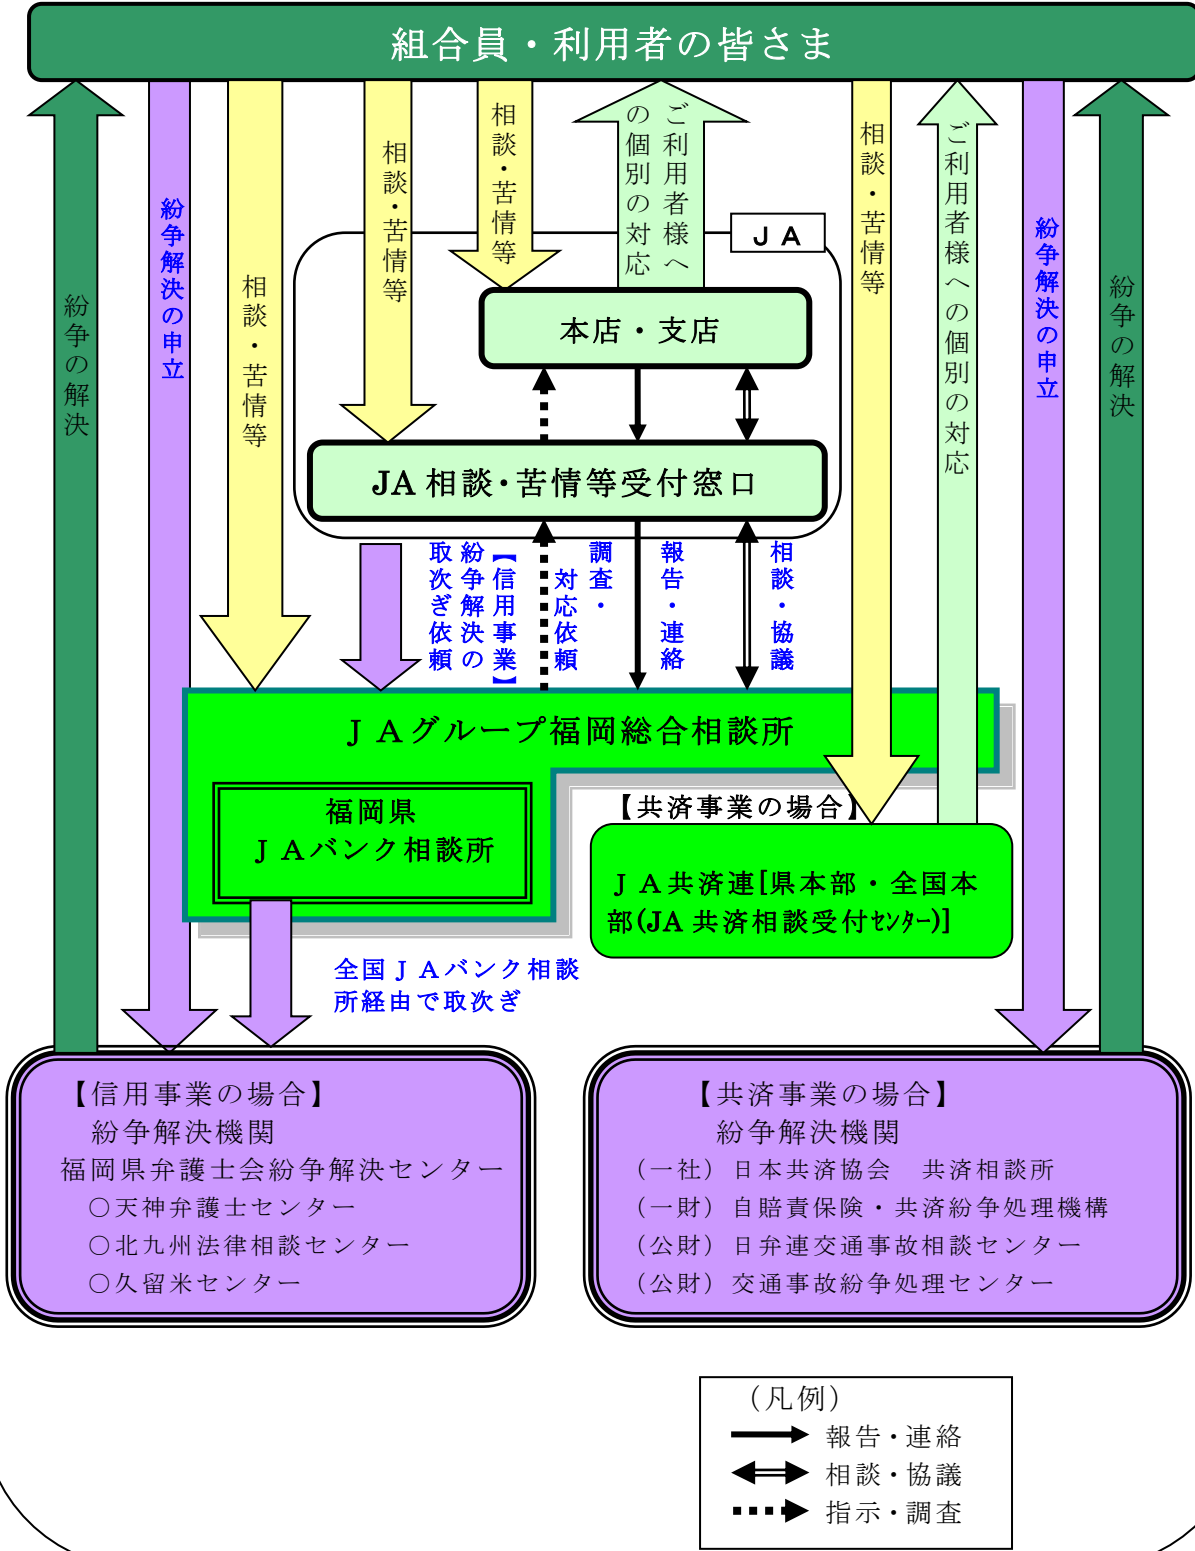 組合員・利用者の皆さま
紛争の解決
紛争解決の申立
相談・苦情等
相談・苦情等
相談・苦情等
ご利用者様へ
の個別の対応
相談・苦情等
ご利用者様への個別の対応
紛争解決の申立
紛争の解決
ＪＡ
本店・支店
JA 相談・苦情等受付窓口
【信用事業】
紛争解決の
取次ぎ依頼
調査・
対応依頼
報告・連絡
相談・協議
ＪＡグループ福岡総合相談所
福岡県
ＪＡバンク相談所
【共済事業の場合】
ＪＡ共済連[県本部・全国本
部(JA 共済相談受付ｾﾝﾀｰ)]
全国ＪＡバンク相談
所経由で取次ぎ
【信用事業の場合】
紛争解決機関
福岡県弁護士会紛争解決センター
○天神弁護士センター
○北九州法律相談センター
○久留米センター
【共済事業の場合】
紛争解決機関
（一社）日本共済協会　共済相談所
（一財）自賠責保険・共済紛争処理機構
（公財）日弁連交通事故相談センター
（公財）交通事故紛争処理センター
（凡例）
報告・連絡
相談・協議
指示・調査